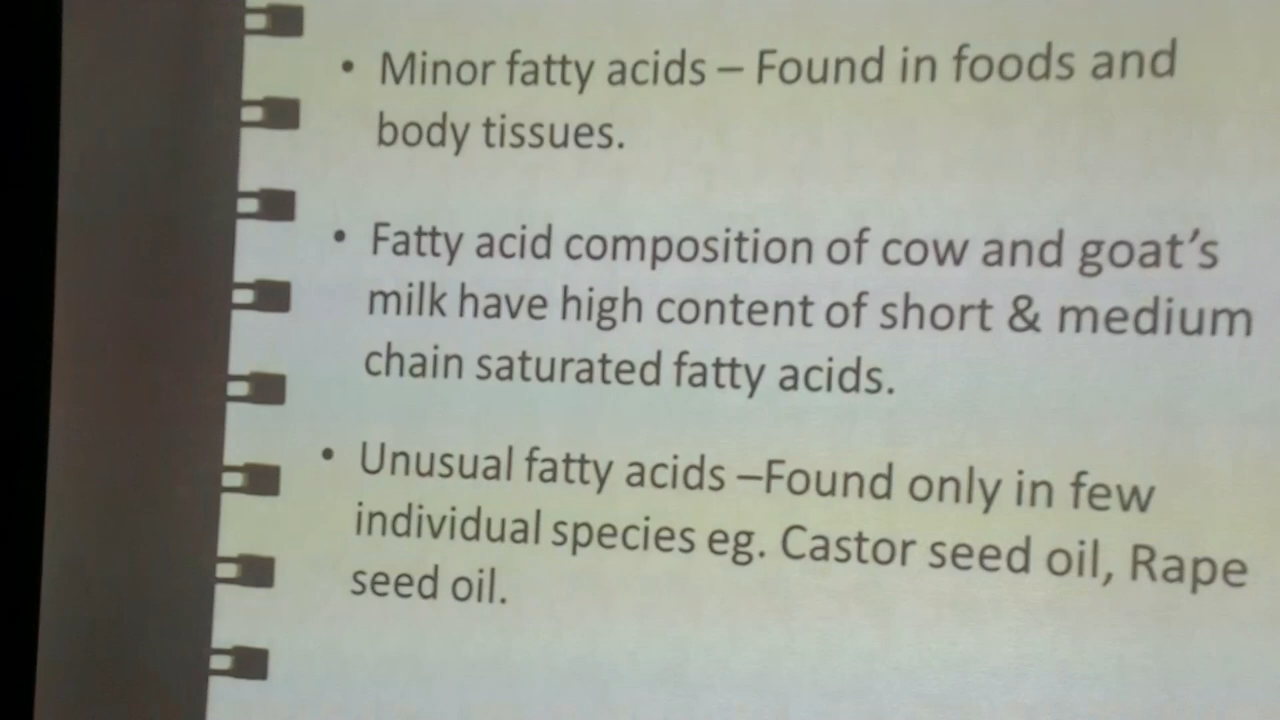 • Minor fatty acids – Found in foods and
body tissues.
• Fatty acid composition of cow and goat's
milk have high content of short & medium
chain saturated fatty acids.
• Unusual fatty acids –Found only in few
individual species eg. Castor seed oil, Rape
seed oil.